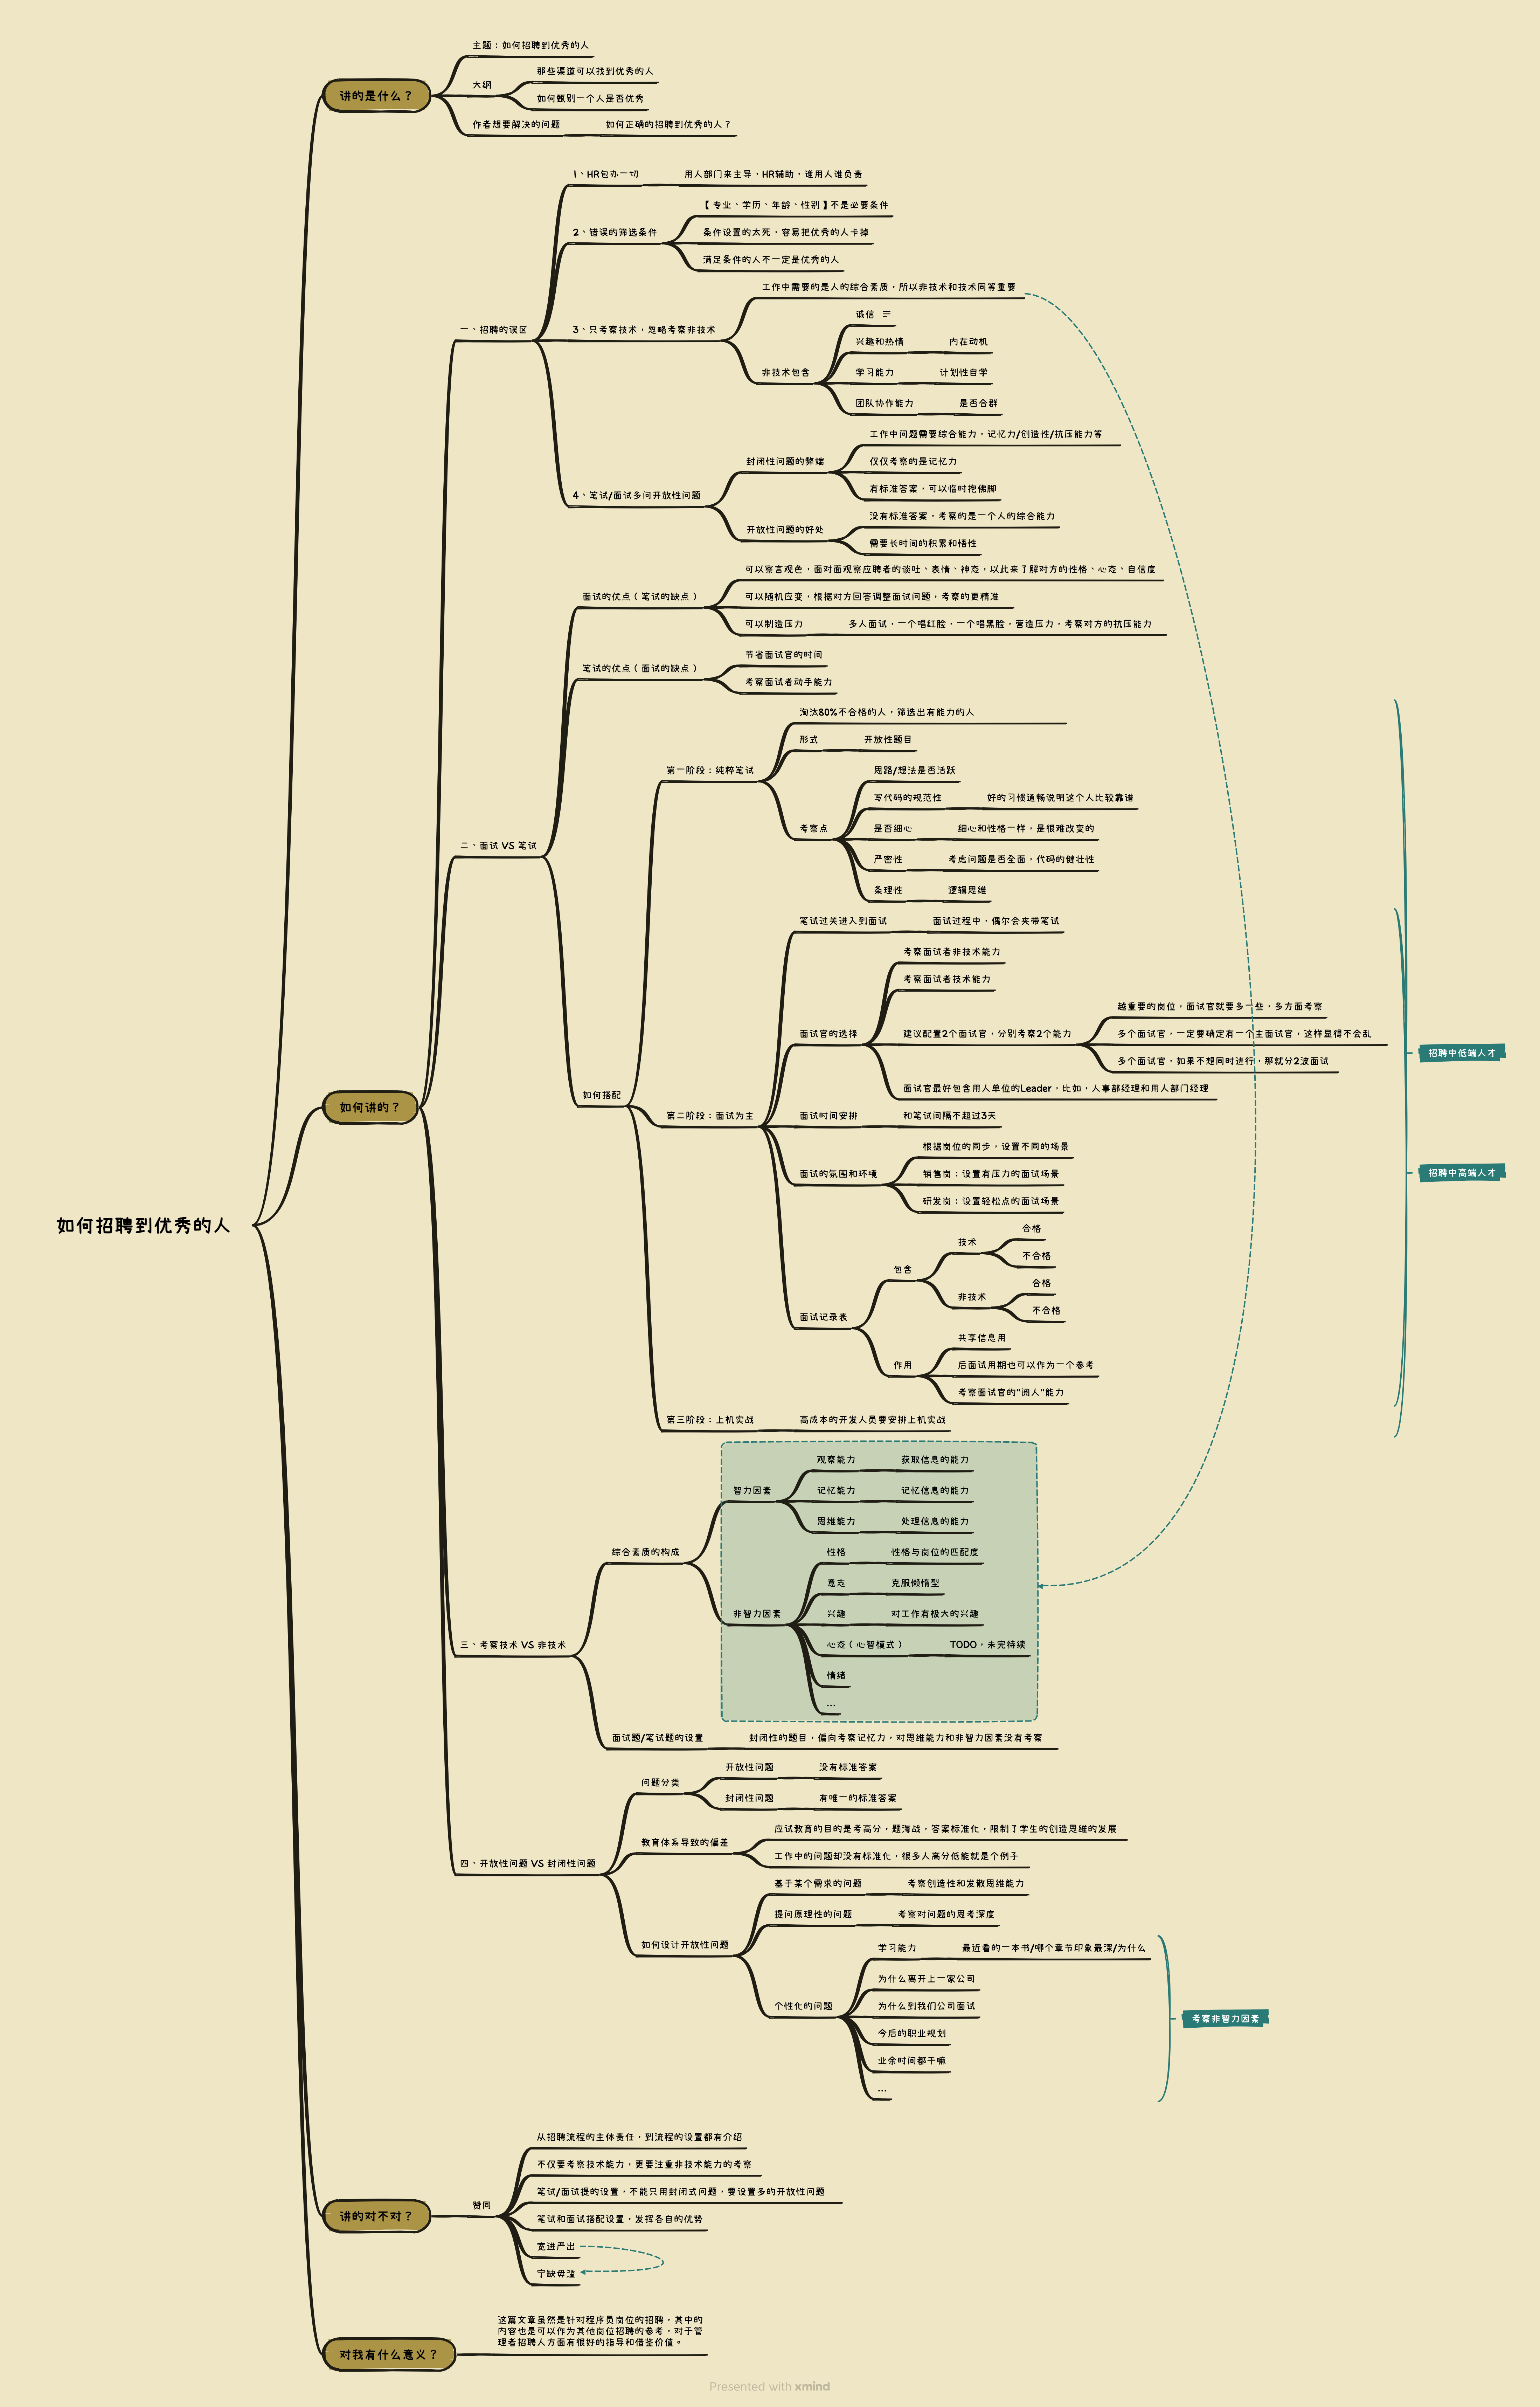 如何招聘到优秀的人
讲的是什么？
主题：如何招聘到优秀的人
大纲
那些渠道可以找到优秀的人
如何甄别一个人是否优秀
作者想要解决的问题
如何正确的招聘到优秀的人？
如何讲的？
一、招聘的误区
1、HR包办一切
用人部门来主导，HR辅助，谁用人谁负责
2、错误的筛选条件
【专业、学历、年龄、性别】不是必要条件
条件设置的太死，容易把优秀的人卡掉
满足条件的人不一定是优秀的人
3、只考察技术，忽略考察非技术
工作中需要的是人的综合素质，所以非技术和技术同等重要
非技术包含
诚信
兴趣和热情
内在动机
学习能力
计划性自学
团队协作能力
是否合群
4、笔试/面试多问开放性问题
封闭性问题的弊端
工作中问题需要综合能力，记忆力/创造性/抗压能力等
仅仅考察的是记忆力
有标准答案，可以临时抱佛脚
开放性问题的好处
没有标准答案，考察的是一个人的综合能力
需要长时间的积累和悟性
二、面试 VS 笔试
面试的优点（笔试的缺点）
可以察言观色，面对面观察应聘者的谈吐、表情、神态，以此来了解对方的性格、心态、自信度
可以随机应变，根据对方回答调整面试问题，考察的更精准
可以制造压力
多人面试，一个唱红脸，一个唱黑脸，营造压力，考察对方的抗压能力
笔试的优点（面试的缺点）
节省面试官的时间
考察面试者动手能力
如何搭配
第一阶段：纯粹笔试
淘汰80%不合格的人，筛选出有能力的人
形式
开放性题目
考察点
思路/想法是否活跃
写代码的规范性
好的习惯通畅说明这个人比较靠谱
是否细心
细心和性格一样，是很难改变的
严密性
考虑问题是否全面，代码的健壮性
条理性
逻辑思维
第二阶段：面试为主
笔试过关进入到面试
面试过程中，偶尔会夹带笔试
面试官的选择
考察面试者非技术能力
考察面试者技术能力
建议配置2个面试官，分别考察2个能力
越重要的岗位，面试官就要多一些，多方面考察
多个面试官，一定要确定有一个主面试官，这样显得不会乱
多个面试官，如果不想同时进行，那就分2波面试
面试官最好包含用人单位的Leader，比如，人事部经理和用人部门经理
面试时间安排
和笔试间隔不超过3天
面试的氛围和环境
根据岗位的同步，设置不同的场景
销售岗：设置有压力的面试场景
研发岗：设置轻松点的面试场景
面试记录表
包含
技术
合格
不合格
非技术
合格
不合格
作用
共享信息用
后面试用期也可以作为一个参考
考察面试官的"阅人"能力
第三阶段：上机实战
高成本的开发人员要安排上机实战
招聘中低端人才
招聘中高端人才
三、考察技术 VS 非技术
综合素质的构成
智力因素
观察能力
获取信息的能力
记忆能力
记忆信息的能力
思维能力
处理信息的能力
非智力因素
性格
性格与岗位的匹配度
意志
克服懒惰型
兴趣
对工作有极大的兴趣
心态（心智模式）
TODO，未完待续
情绪
...
面试题/笔试题的设置
封闭性的题目，偏向考察记忆力，对思维能力和非智力因素没有考察
四、开放性问题 VS 封闭性问题
问题分类
开放性问题
没有标准答案
封闭性问题
有唯一的标准答案
教育体系导致的偏差
应试教育的目的是考高分，题海战，答案标准化，限制了学生的创造思维的发展
工作中的问题却没有标准化，很多人高分低能就是个例子
如何设计开放性问题
基于某个需求的问题
考察创造性和发散思维能力
提问原理性的问题
考察对问题的思考深度
个性化的问题
学习能力
最近看的一本书/哪个章节印象最深/为什么
为什么离开上一家公司
为什么到我们公司面试
今后的职业规划
业余时间都干嘛
...
考察非智力因素
讲的对不对？
赞同
从招聘流程的主体责任，到流程的设置都有介绍
不仅要考察技术能力，更要注重非技术能力的考察
笔试/面试提的设置，不能只用封闭式问题，要设置多的开放性问题
笔试和面试搭配设置，发挥各自的优势
宽进严出
宁缺毋滥
对我有什么意义？
这篇文章虽然是针对程序员岗位的招聘，其中的
内容也是可以作为其他岗位招聘的参考，对于管
理者招聘人方面有很好的指导和借鉴价值。
Presented with xmind